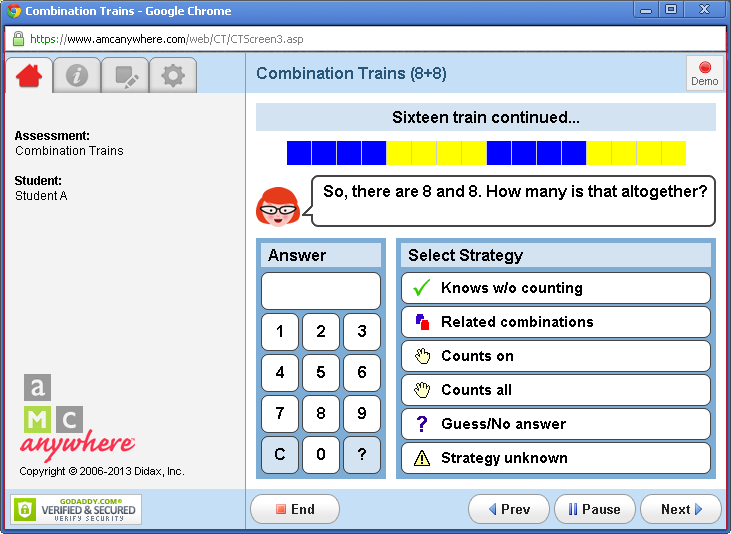 Combination Trains - Google Chrome
https://www.amcanywhere.com/web/CT/CTScreen3.asp
Combination Trains (8+8)
Demo
Assessment:
Combination Trains
Student:
Student A
Sixteen train continued...
So, there are 8 and 8. How many is that altogether?
Answer
1 2 3
4 5 6
7 8 9
C 0 ?
Select Strategy
Knows w/o counting
Related combinations
Counts on
Counts all
? Guess/No answer
Strategy unknown
a
M C
anywhere
Copyright © 2006-2013 Didax, Inc.
GODADDY.COM®
VERIFIED & SECURED
VERIFY SECURITY
End
Prev
Pause
Next